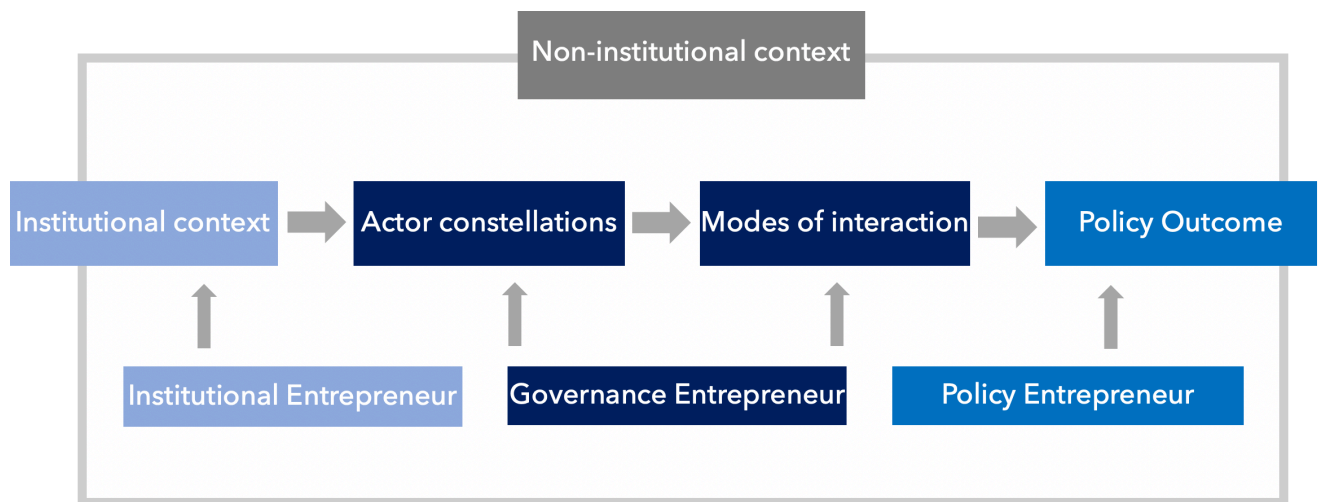 Non-institutional context
Institutional context
Actor constellations
Modes of interaction
Policy Outcome
Institutional Entrepreneur
Governance Entrepreneur
Policy Entrepreneur